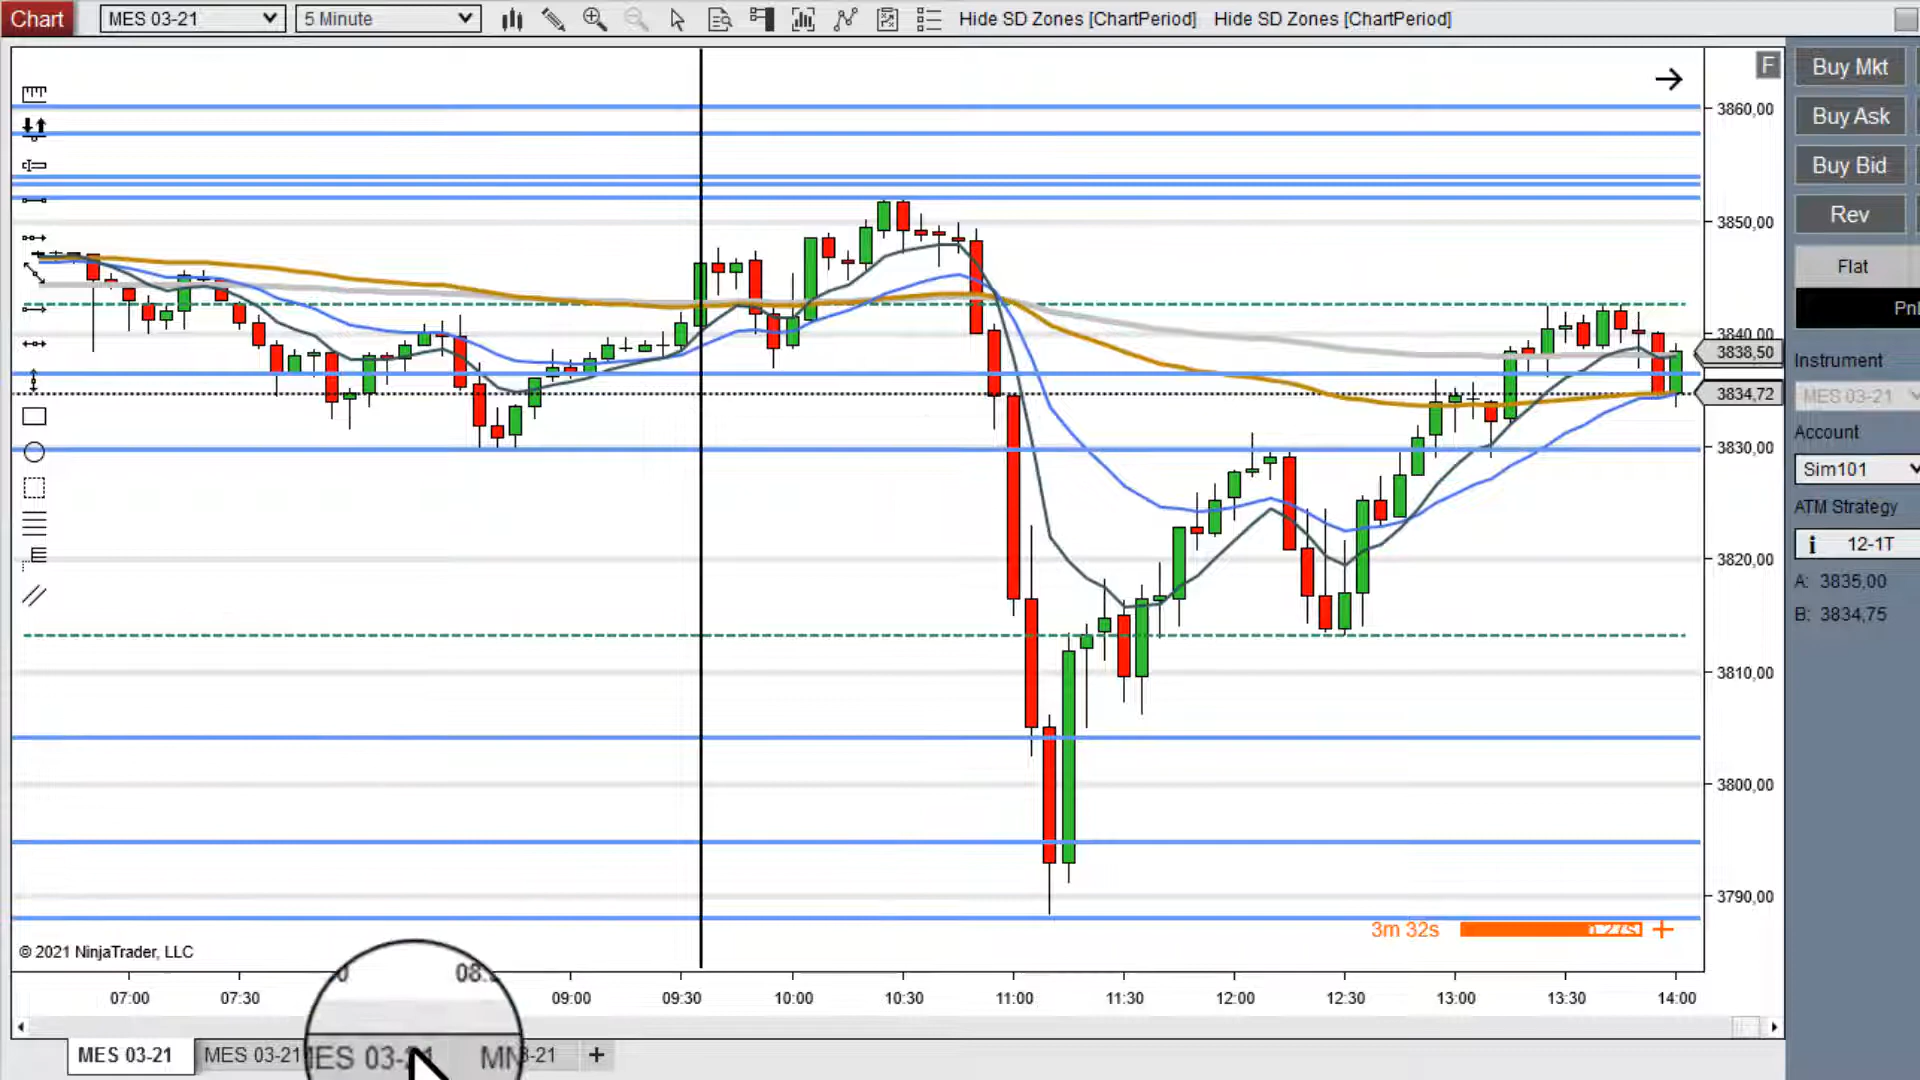 Chart MES 03-21 5 Minute Hide SD Zones [ChartPeriod] Hide SD Zones [ChartPeriod]
F
Buy Mkt
Buy Ask
Buy Bid
Rev
Flat
PnL
3860,00
3850,00
3840,00
3838,50
3834,72
3830,00
3820,00
3810,00
3800,00
3790,00
Instrument
MES 03-21
Account
Sim101
ATM Strategy
i 12-1T
A: 3835,00
B: 3834,75
3m 32s
© 2021 NinjaTrader, LLC
07:00 07:30 09:00 09:30 10:00 10:30 11:00 11:30 12:00 12:30 13:00 13:30 14:00
MES 03-21 MES 03-21 +